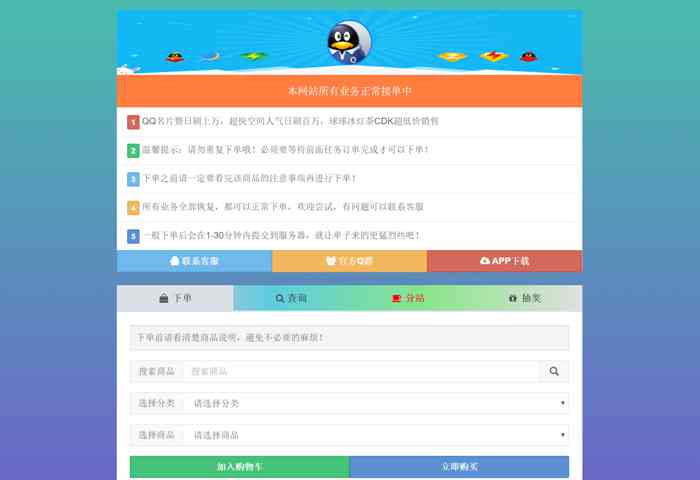 本网站所有业务正常接单中
1 QQ名片赞日刷上万，超快空间人气日刷百万，球球冰红茶CDK超低价销售
2 温馨提示：请勿重复下单哦！必须要等待前面任务订单完成才可以下单！
3 下单之前请一定要看完该商品的注意事项再进行下单！
4 所有业务全部恢复，都可以正常下单，欢迎尝试，有问题可以联系客服
5 一般下单后会在1-30分钟内提交到服务器，就让单子来的更猛烈些吧！
联系客服 官方Q群 APP下载
下单 查询 分站 抽奖
下单前请看清楚商品说明，避免不必要的麻烦！
搜索商品 搜索商品
选择分类 请选择分类
选择商品 请选择商品
加入购物车 立即购买